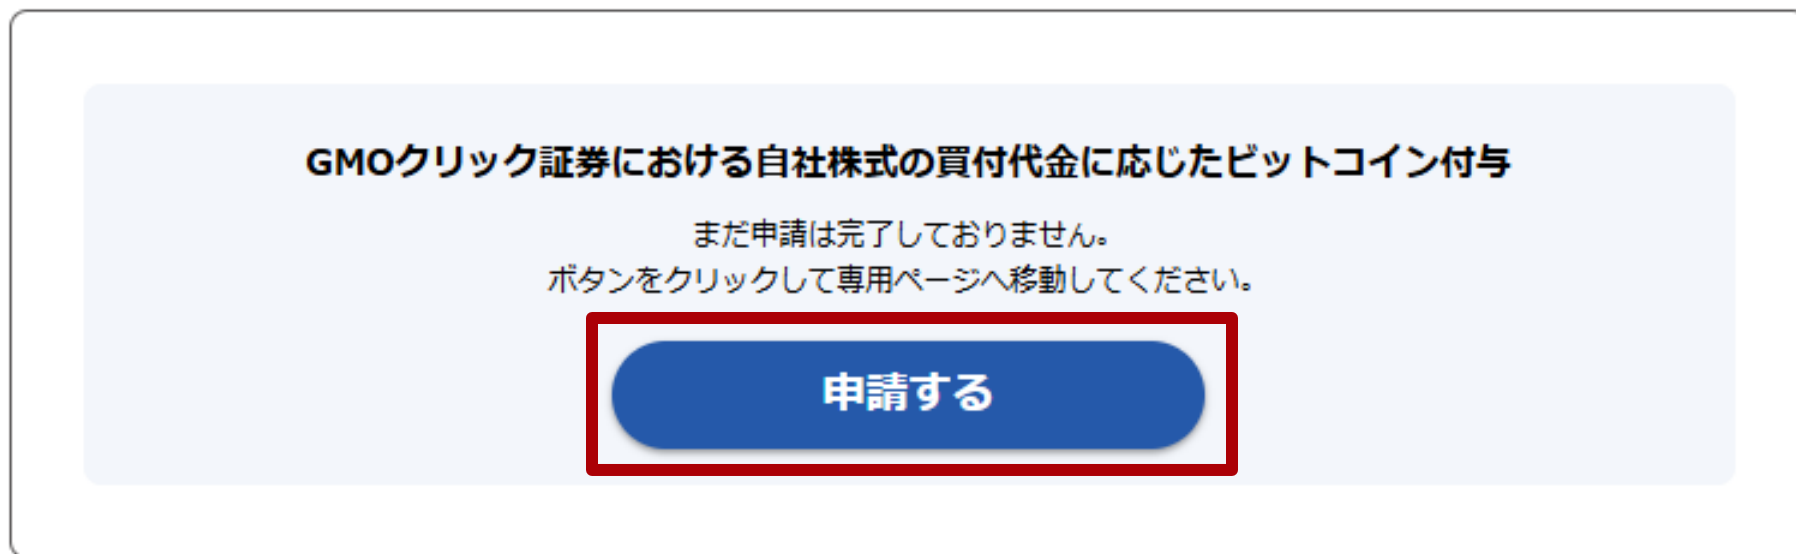 GMOクリック証券における自社株式の買付代金に応じたビットコイン付与
まだ申請は完了しておりません。
ボタンをクリックして専用ページへ移動してください。
申請する